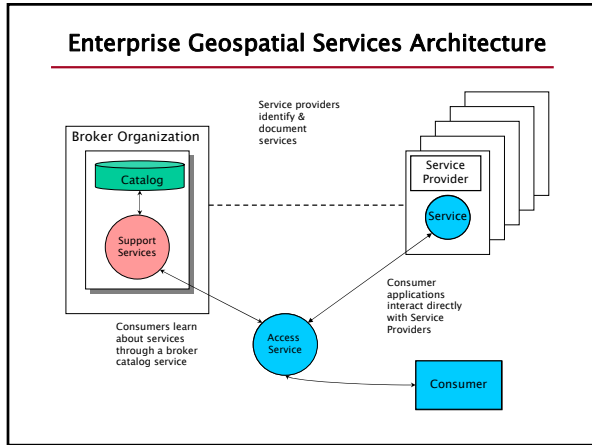 Enterprise Geospatial Services Architecture
Service providers
identify &
document
services
Broker Organization
Catalog
Support
Services
Service
Provider
Service
Consumers learn
about services
through a broker
catalog service
Access
Service
Consumer
applications
interact directly
with Service
Providers
Consumer